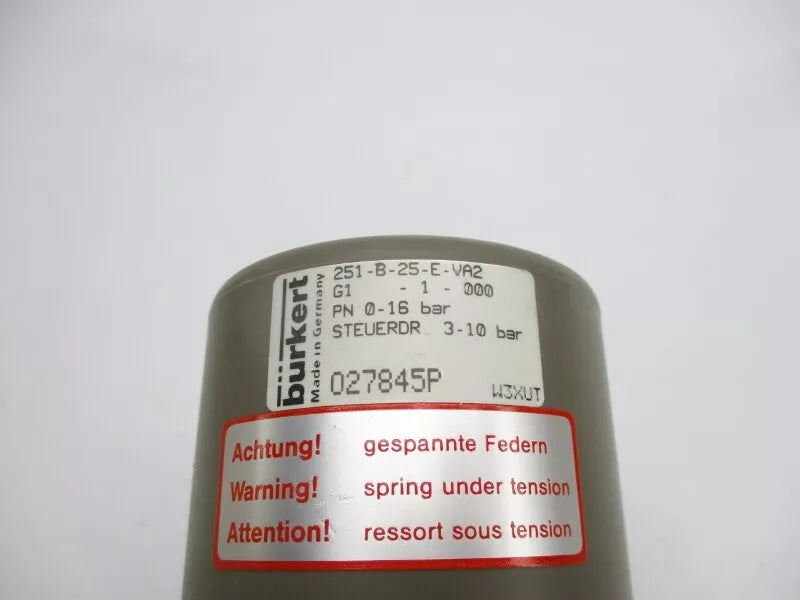 bürkert
Made in Germany
251-B-25-E-VA2
G1 - 1 - 000
PN 0-16 bar
STEUERDR. 3-10 bar
027845P
W3XUT
Achtung! gespannte Federn
Warning! spring under tension
Attention! ressort sous tension